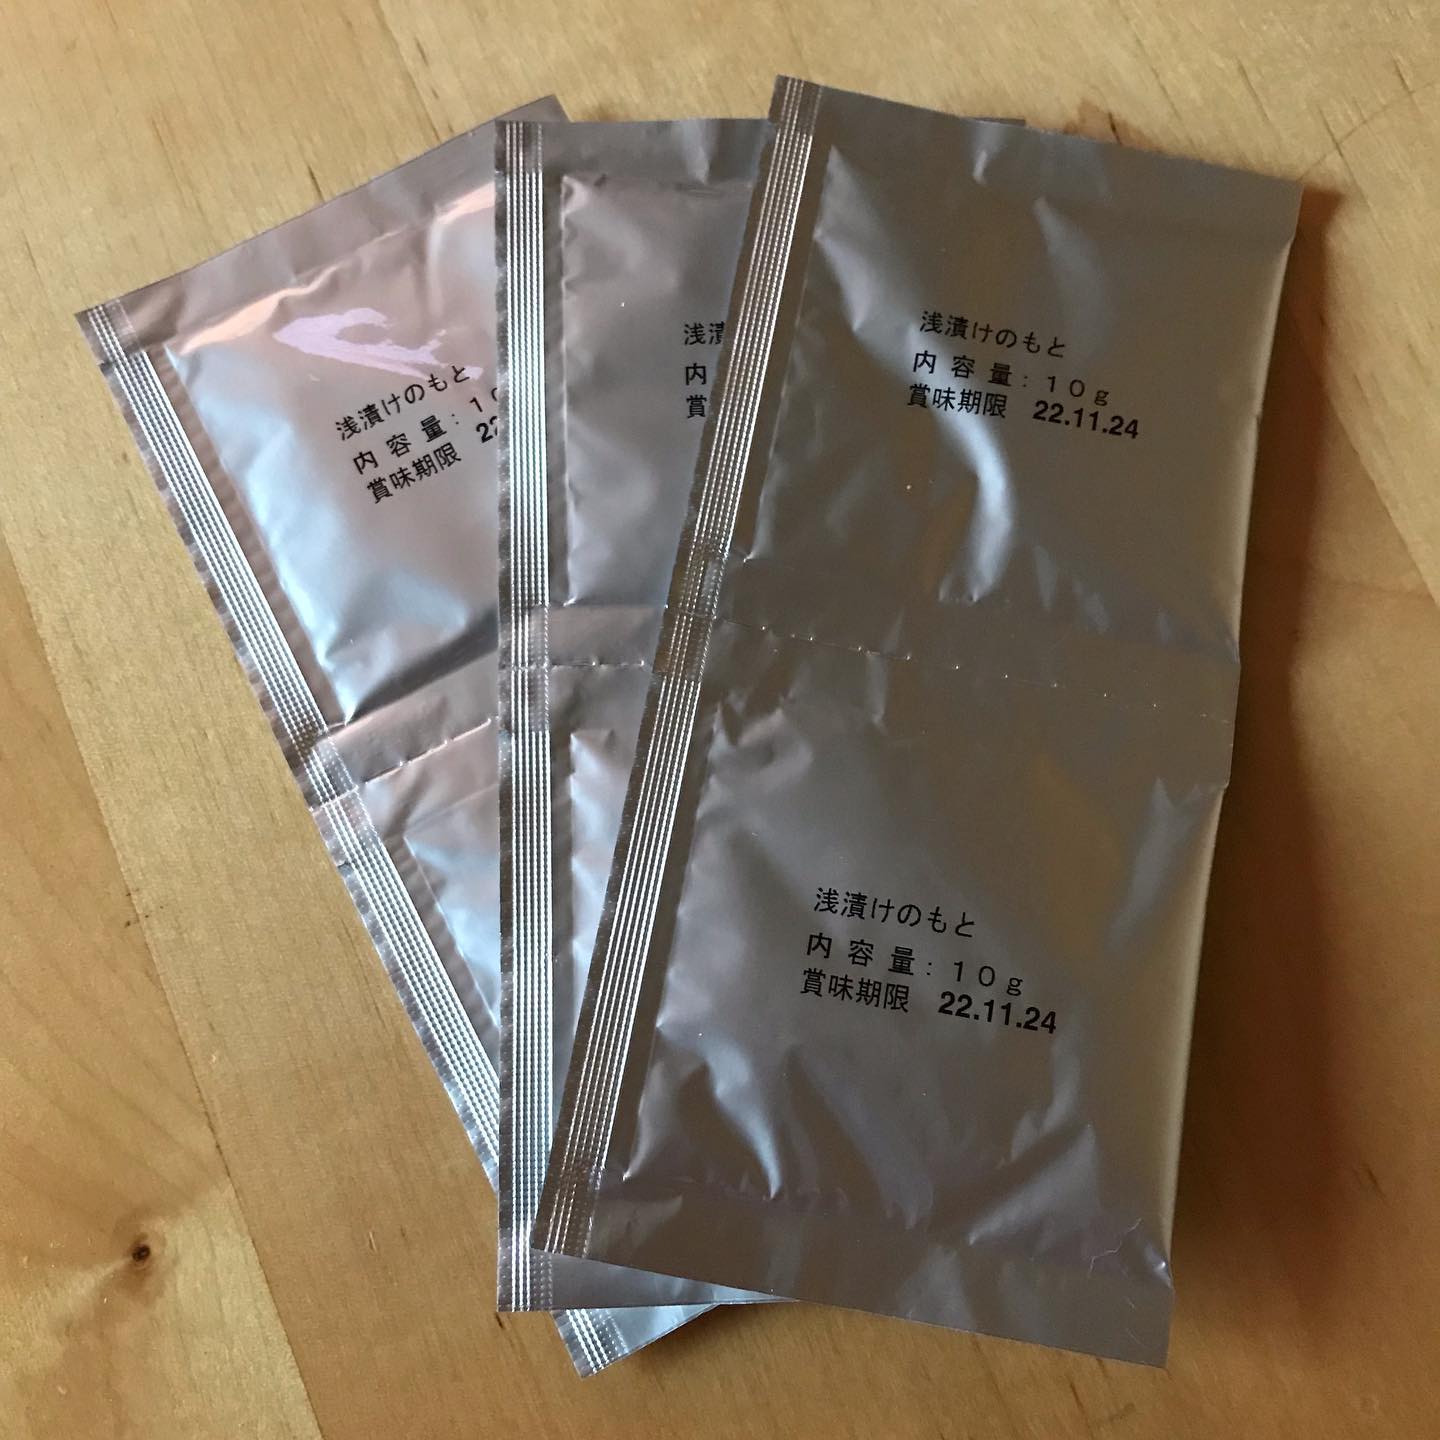 浅漬けのもと
内容量：10g
賞味期限 22.11.24
浅漬けのもと
内容量：10g
賞味期限 22.11.24
浅漬けのもと
内容量：1
賞味期限 22
浅漬
内
賞